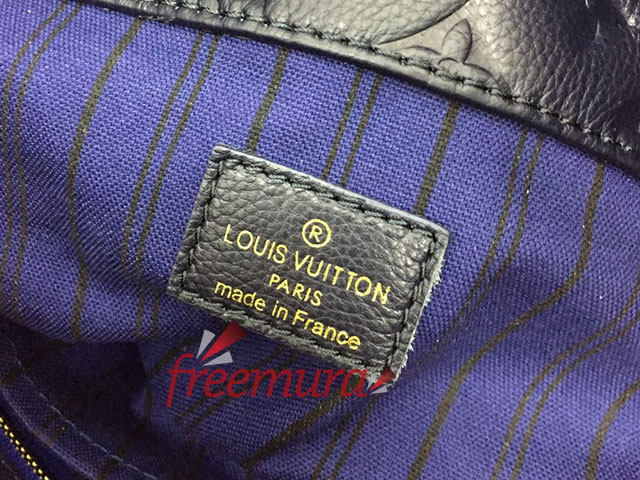 ®
LOUIS VUITTON
PARIS
made in France
freemura